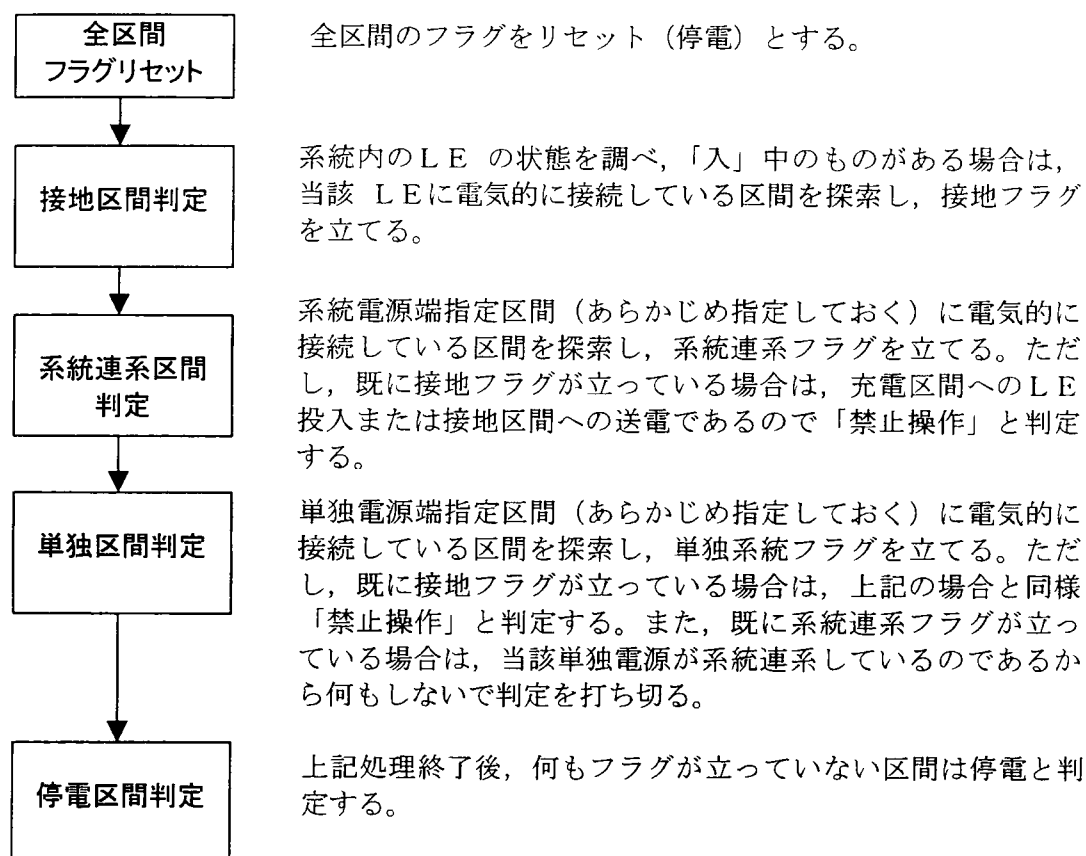 全区間
フラグリセット
全区間のフラグをリセット（停電）とする。
接地区間判定
系統内のＬＥ の状態を調べ，「入」中のものがある場合は，
当該 ＬＥに電気的に接続している区間を探索し，接地フラグ
を立てる。
系統連系区間
判定
系統電源端指定区間（あらかじめ指定しておく）に電気的に
接続している区間を探索し，系統連系フラグを立てる。ただ
し，既に接地フラグが立っている場合は，充電区間へのＬＥ
投入または接地区間への送電であるので「禁止操作」と判定
する。
単独区間判定
単独電源端指定区間（あらかじめ指定しておく）に電気的に
接続している区間を探索し，単独系統フラグを立てる。ただ
し，既に接地フラグが立っている場合は，上記の場合と同様
「禁止操作」と判定する。また，既に系統連系フラグが立っ
ている場合は，当該単独電源が系統連系しているのであるか
ら何もしないで判定を打ち切る。
停電区間判定
上記処理終了後，何もフラグが立っていない区間は停電と判
定する。